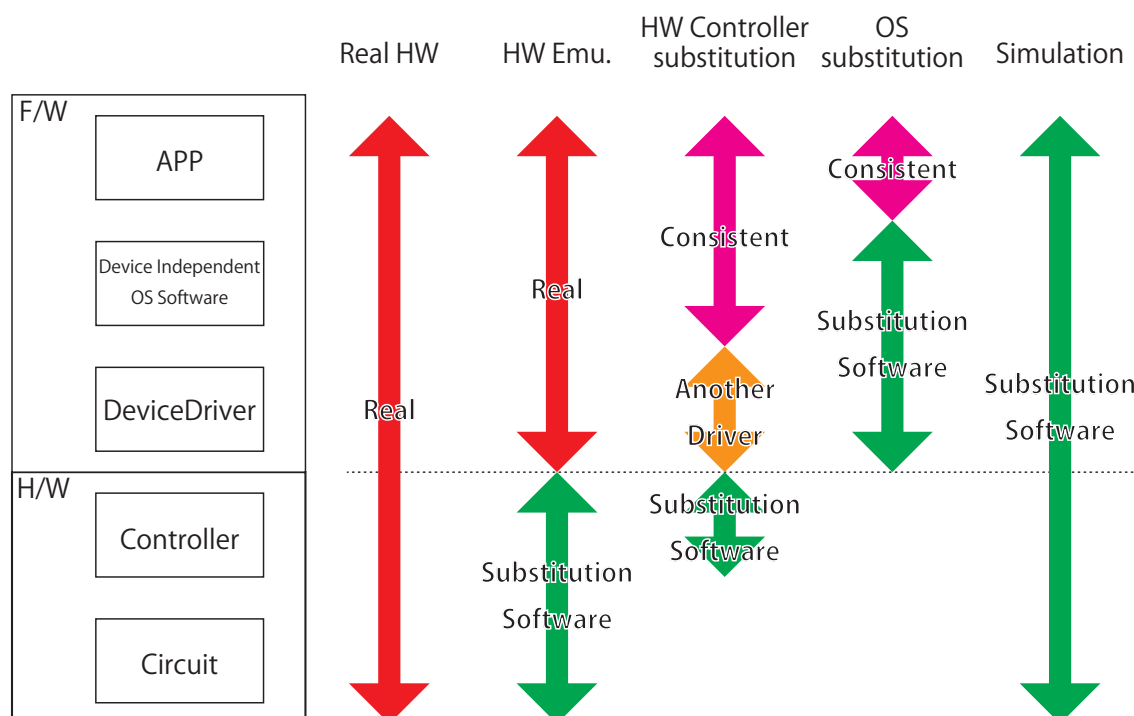 Real HW
HW Emu.
HW Controller
substitution
OS
substitution
Simulation
F/W
APP
Device Independent
OS Software
DeviceDriver
H/W
Controller
Circuit
Real
Real
Substitution
Software
Consistent
Another
Driver
Substitution
Software
Consistent
Substitution
Software
Substitution
Software